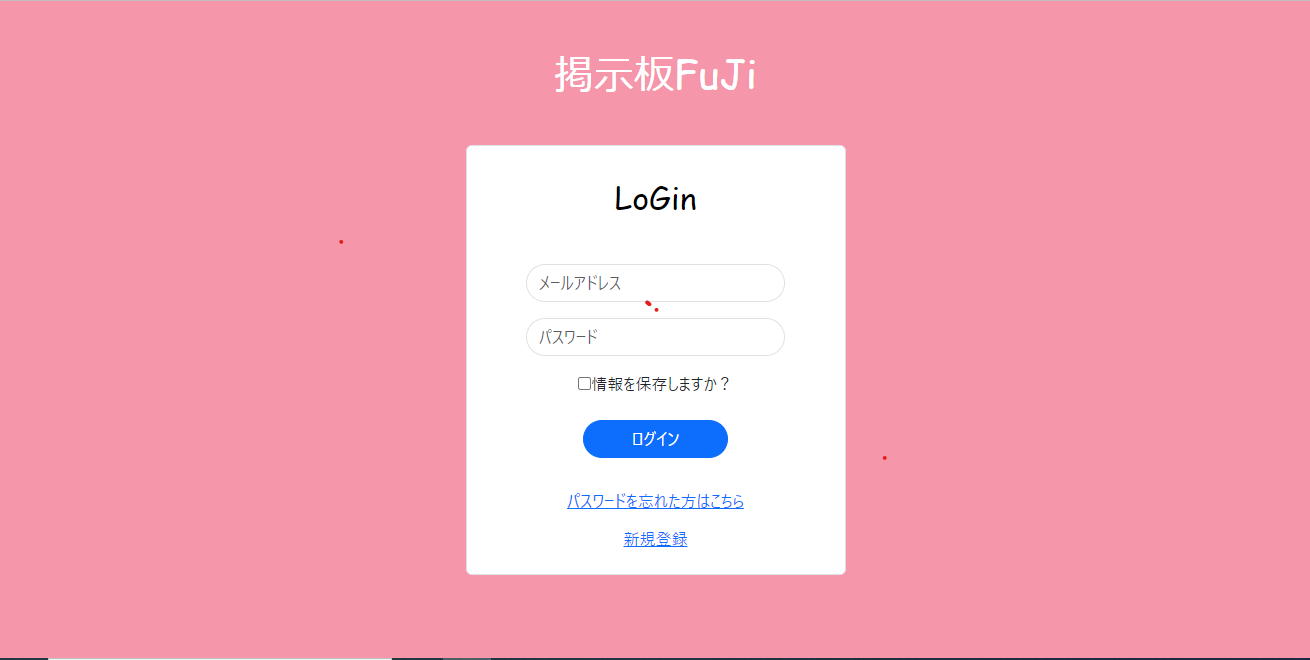 掲示板FuJi
LoGin
メールアドレス
パスワード
情報を保存しますか？
ログイン
パスワードを忘れた方はこちら
新規登録